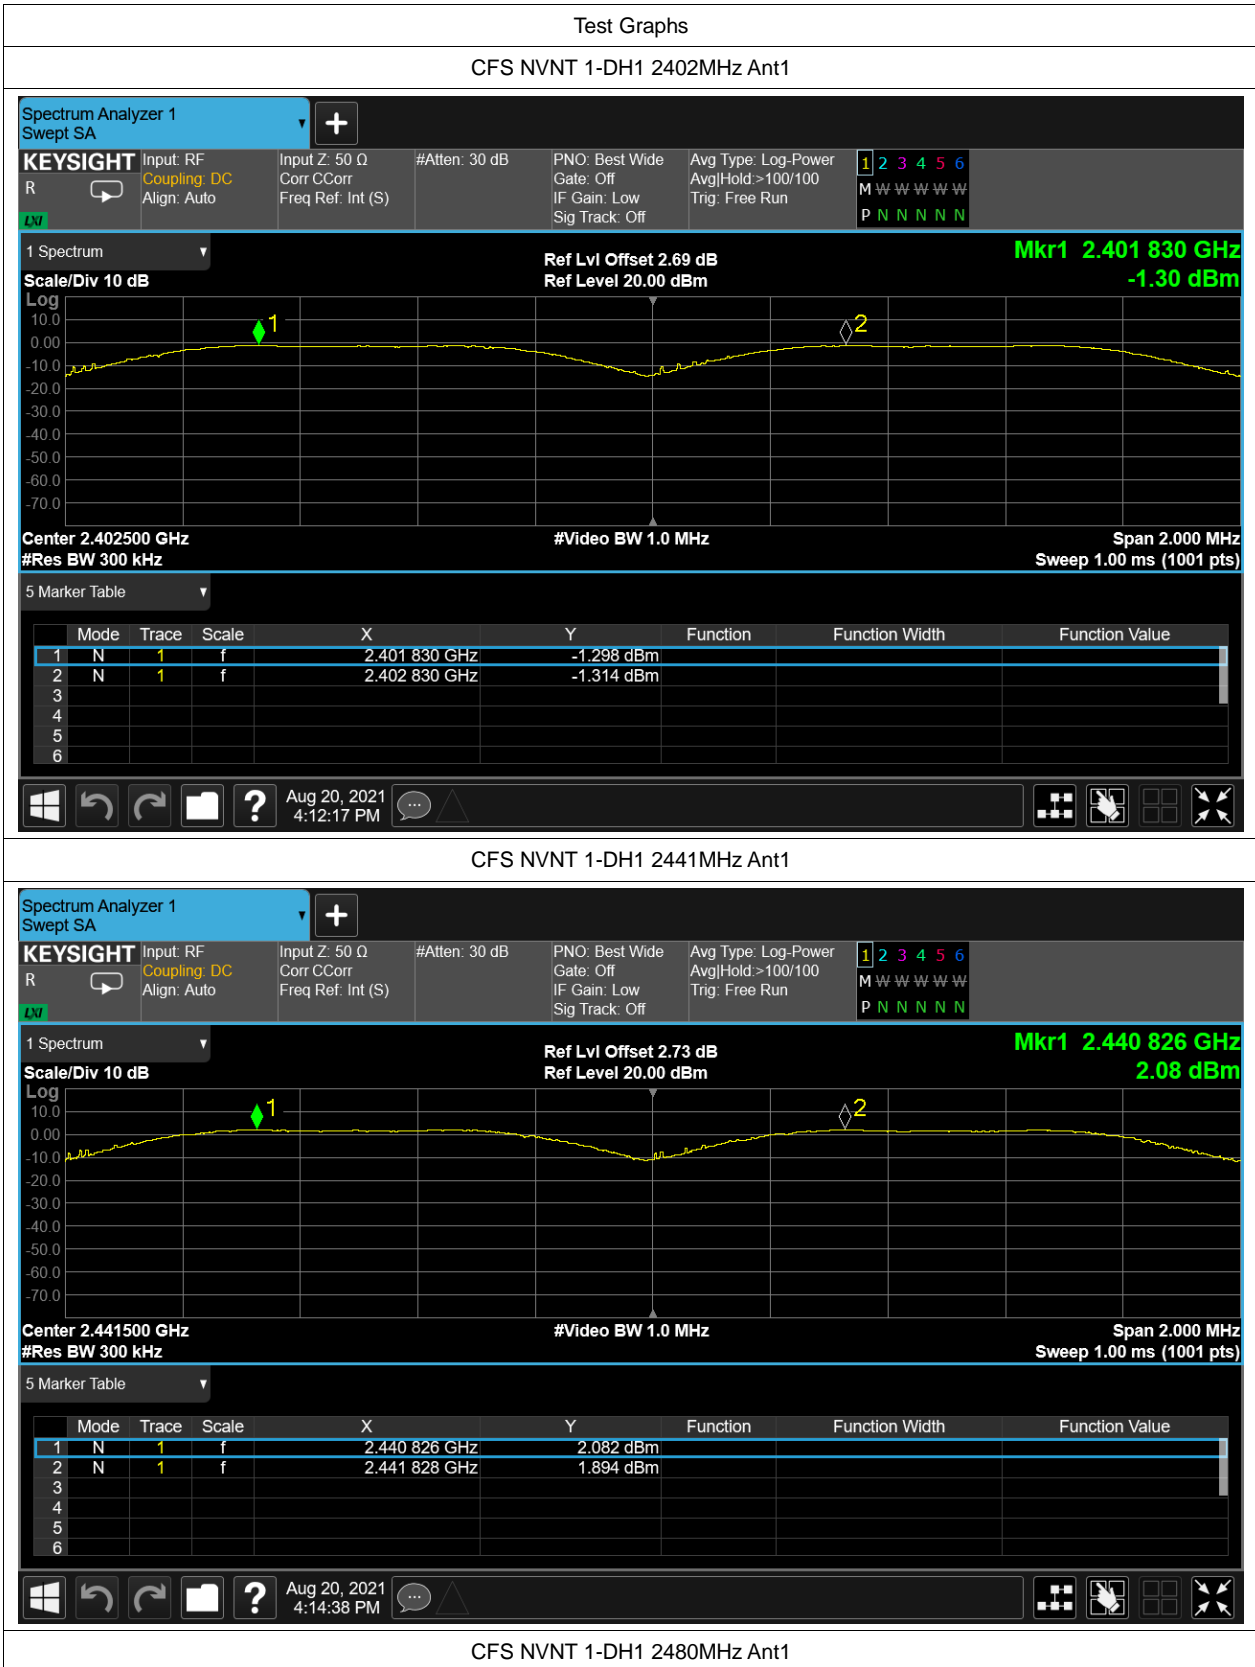 Test Graphs
CFS NVNT 1-DH1 2402MHz Ant1
Spectrum Analyzer 1
Swept SA
KEYSIGHT
R
LXI
Input: RF
Coupling: DC
Align: Auto
Input Z: 50 Ω
Corr CCorr
Freq Ref: Int (S)
#Atten: 30 dB
PNO: Best Wide
Gate: Off
IF Gain: Low
Sig Track: Off
Avg Type: Log-Power
Avg|Hold:>100/100
Trig: Free Run
1 2 3 4 5 6
M W W W W W
P N N N N N
1 Spectrum
Scale/Div 10 dB
Ref Lvl Offset 2.69 dB
Ref Level 20.00 dBm
Mkr1 2.401 830 GHz
-1.30 dBm
Log
10.0
0.00
-10.0
-20.0
-30.0
-40.0
-50.0
-60.0
-70.0
1
2
Center 2.402500 GHz
#Res BW 300 kHz
#Video BW 1.0 MHz
Span 2.000 MHz
Sweep 1.00 ms (1001 pts)
5 Marker Table
Mode Trace Scale X Y Function Function Width Function Value
1 N 1 f 2.401 830 GHz -1.298 dBm
2 N 1 f 2.402 830 GHz -1.314 dBm
3
4
5
6
?
Aug 20, 2021
4:12:17 PM
CFS NVNT 1-DH1 2441MHz Ant1
Spectrum Analyzer 1
Swept SA
KEYSIGHT
R
LXI
Input: RF
Coupling: DC
Align: Auto
Input Z: 50 Ω
Corr CCorr
Freq Ref: Int (S)
#Atten: 30 dB
PNO: Best Wide
Gate: Off
IF Gain: Low
Sig Track: Off
Avg Type: Log-Power
Avg|Hold:>100/100
Trig: Free Run
1 2 3 4 5 6
M W W W W W
P N N N N N
1 Spectrum
Scale/Div 10 dB
Ref Lvl Offset 2.73 dB
Ref Level 20.00 dBm
Mkr1 2.440 826 GHz
2.08 dBm
Log
10.0
0.00
-10.0
-20.0
-30.0
-40.0
-50.0
-60.0
-70.0
1
2
Center 2.441500 GHz
#Res BW 300 kHz
#Video BW 1.0 MHz
Span 2.000 MHz
Sweep 1.00 ms (1001 pts)
5 Marker Table
Mode Trace Scale X Y Function Function Width Function Value
1 N 1 f 2.440 826 GHz 2.082 dBm
2 N 1 f 2.441 828 GHz 1.894 dBm
3
4
5
6
?
Aug 20, 2021
4:14:38 PM
CFS NVNT 1-DH1 2480MHz Ant1